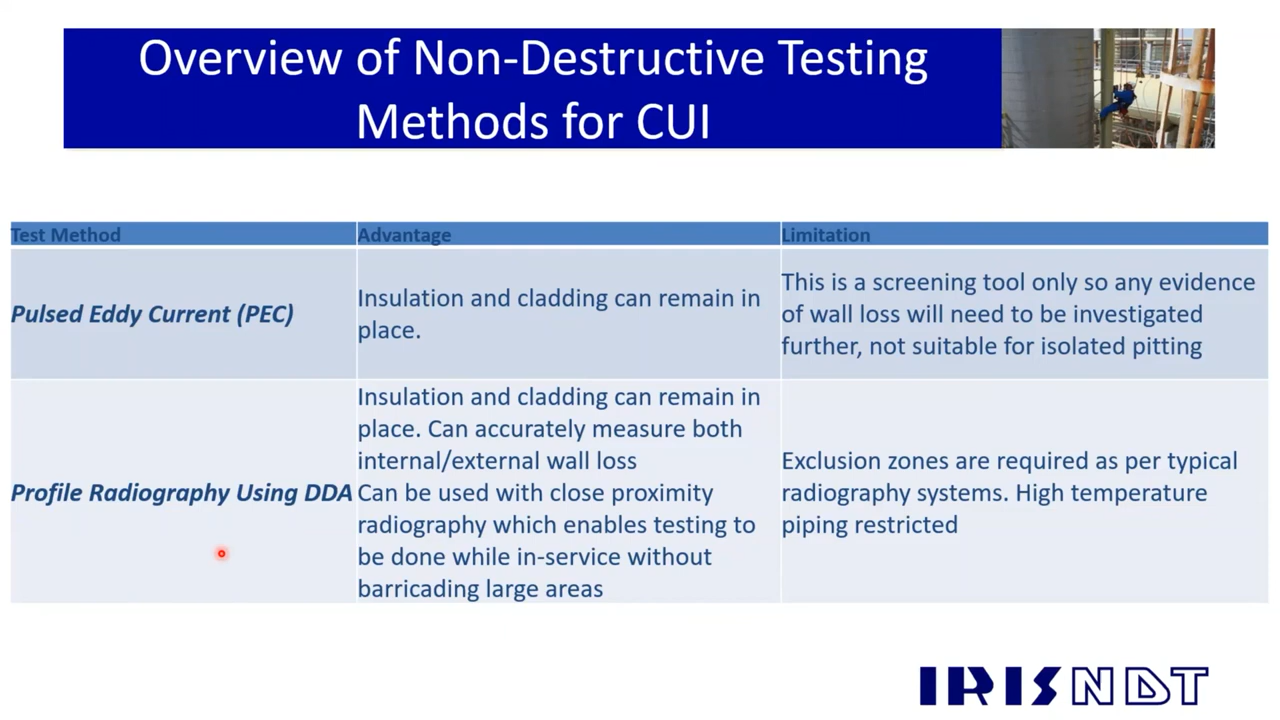 Overview of Non-Destructive Testing
Methods for CUI
Test Method
Advantage
Limitation
Pulsed Eddy Current (PEC)
Insulation and cladding can remain in
place.
This is a screening tool only so any evidence
of wall loss will need to be investigated
further, not suitable for isolated pitting
Profile Radiography Using DDA
Insulation and cladding can remain in
place. Can accurately measure both
internal/external wall loss
Can be used with close proximity
radiography which enables testing to
be done while in-service without
barricading large areas
Exclusion zones are required as per typical
radiography systems. High temperature
piping restricted
IRISNDT